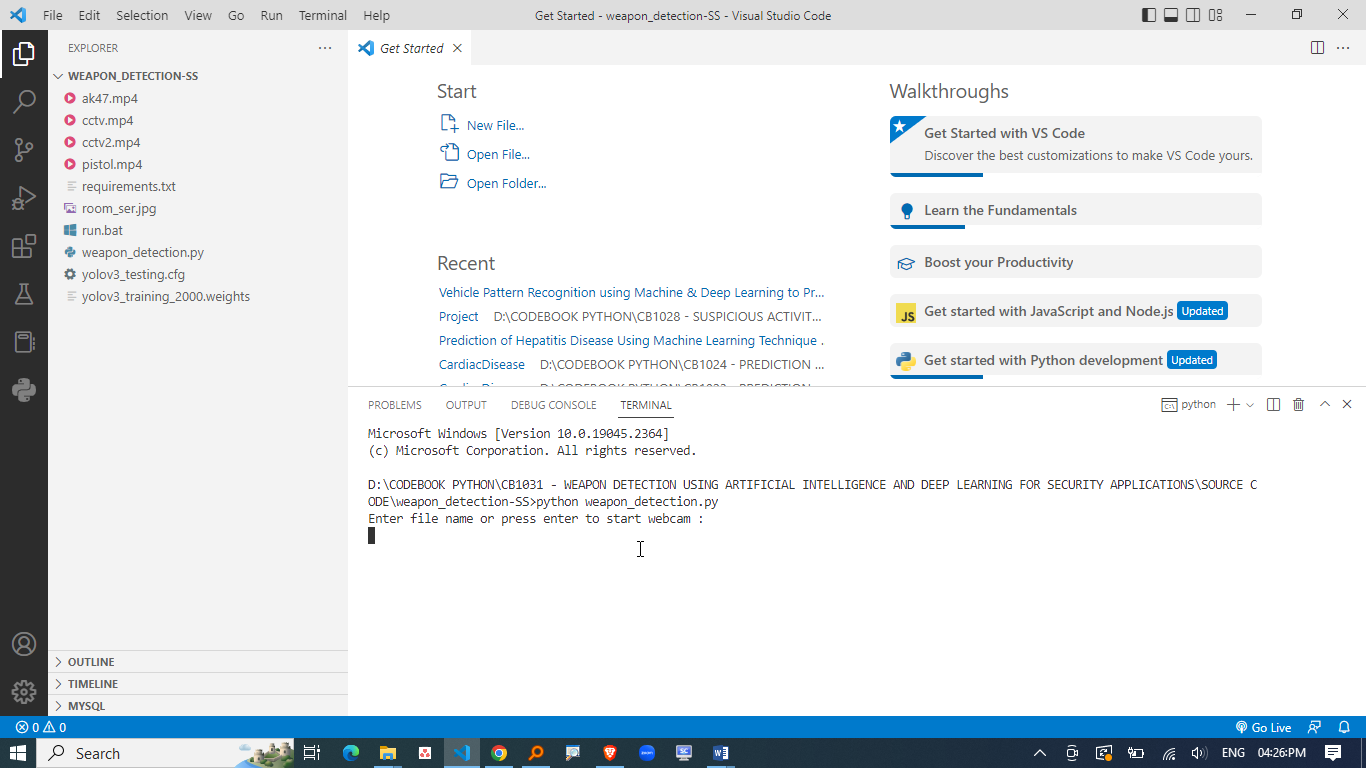 File Edit Selection View Go Run Terminal Help
Get Started - weapon_detection-SS - Visual Studio Code
EXPLORER
WEAPON_DETECTION-SS
ak47.mp4
cctv.mp4
cctv2.mp4
pistol.mp4
requirements.txt
room_ser.jpg
run.bat
weapon_detection.py
yolov3_testing.cfg
yolov3_training_2000.weights
OUTLINE
TIMELINE
MYSQL
Get Started
Start
New File...
Open File...
Open Folder...
Recent
Vehicle Pattern Recognition using Machine & Deep Learning to Pr...
Project D:\CODEBOOK PYTHON\CB1028 - SUSPICIOUS ACTIVIT...
Prediction of Hepatitis Disease Using Machine Learning Technique .
CardiacDisease D:\CODEBOOK PYTHON\CB1024 - PREDICTION ...
Walkthroughs
Get Started with VS Code
Discover the best customizations to make VS Code yours.
Learn the Fundamentals
Boost your Productivity
JS Get started with JavaScript and Node.js Updated
Get started with Python development Updated
PROBLEMS OUTPUT DEBUG CONSOLE TERMINAL
python
Microsoft Windows [Version 10.0.19045.2364]
(c) Microsoft Corporation. All rights reserved.
D:\CODEBOOK PYTHON\CB1031 - WEAPON DETECTION USING ARTIFICIAL INTELLIGENCE AND DEEP LEARNING FOR SECURITY APPLICATIONS\SOURCE C
ODE\weapon_detection-SS>python weapon_detection.py
Enter file name or press enter to start webcam :
0 0
Go Live
Search
ENG 04:26PM